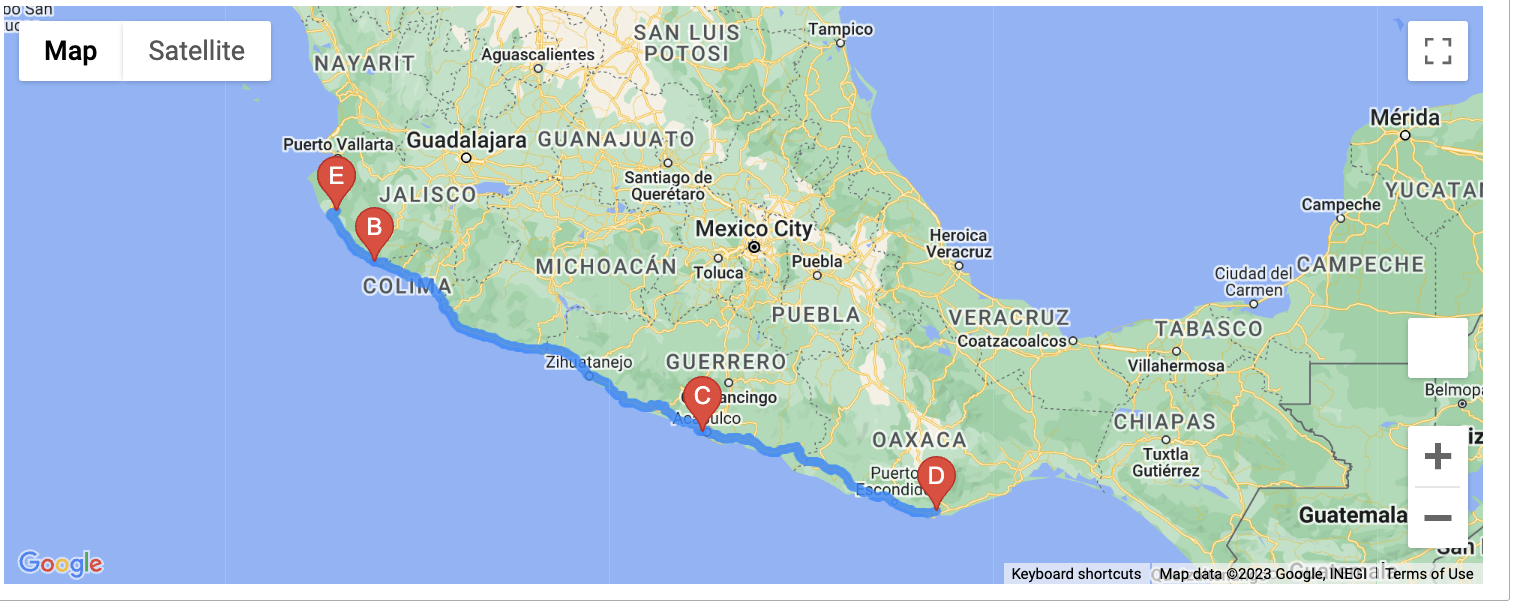 Map
Satellite
NAYARIT
Aguascalientes
SAN LUIS
POTOSI
Tampico
Mérida
Puerto Vallarta
Guadalajara
GUANAJUATO
E
JALISCO
Santiago de
Querétaro
YUCATAN
Campeche
B
Mexico City
Heroica
Veracruz
COLIMA
MICHOACÁN
Toluca
Puebla
Ciudad del
Carmen
CAMPECHE
PUEBLA
VERACRUZ
Coatzacoalcos
TABASCO
Villahermosa
Zihuatanejo
GUERRERO
C
ancingo
Acapulco
Belmop
CHIAPAS
OAXACA
Tuxtla
Gutiérrez
Puerto
Escondid
D
Guatemala
San
Google
Keyboard shortcuts
Map data ©2023 Google, INEGI
Terms of Use